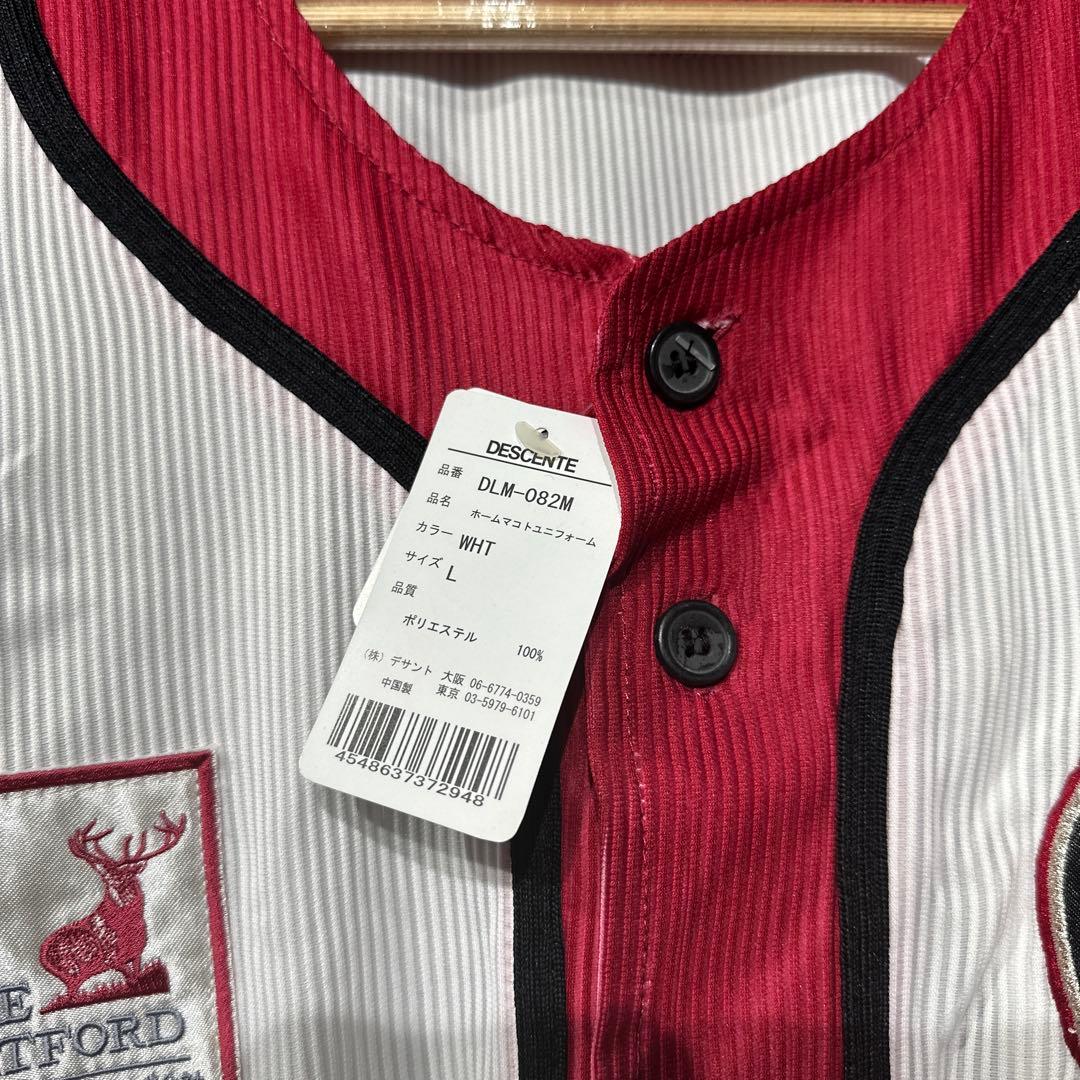 DESCENTE
品番 DLM-082M
品名 ホームマコトユニフォーム
カラー WHT
サイズ L
品質
ポリエステル 100%
(株) デサント 大阪 06-6774-0359
中国製 東京 03-5979-6101
4548637372948
E
TFORD